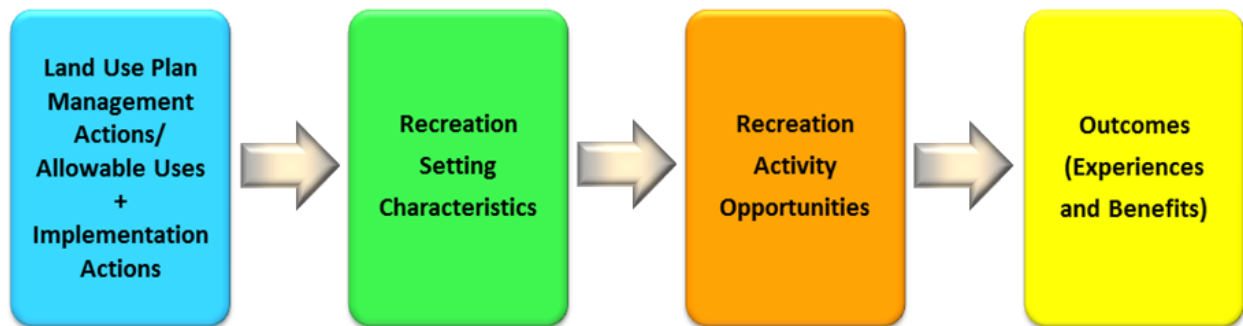 Land Use Plan
Management
Actions/
Allowable Uses
+
Implementation
Actions
Recreation
Setting
Characteristics
Recreation
Activity
Opportunities
Outcomes
(Experiences
and Benefits)